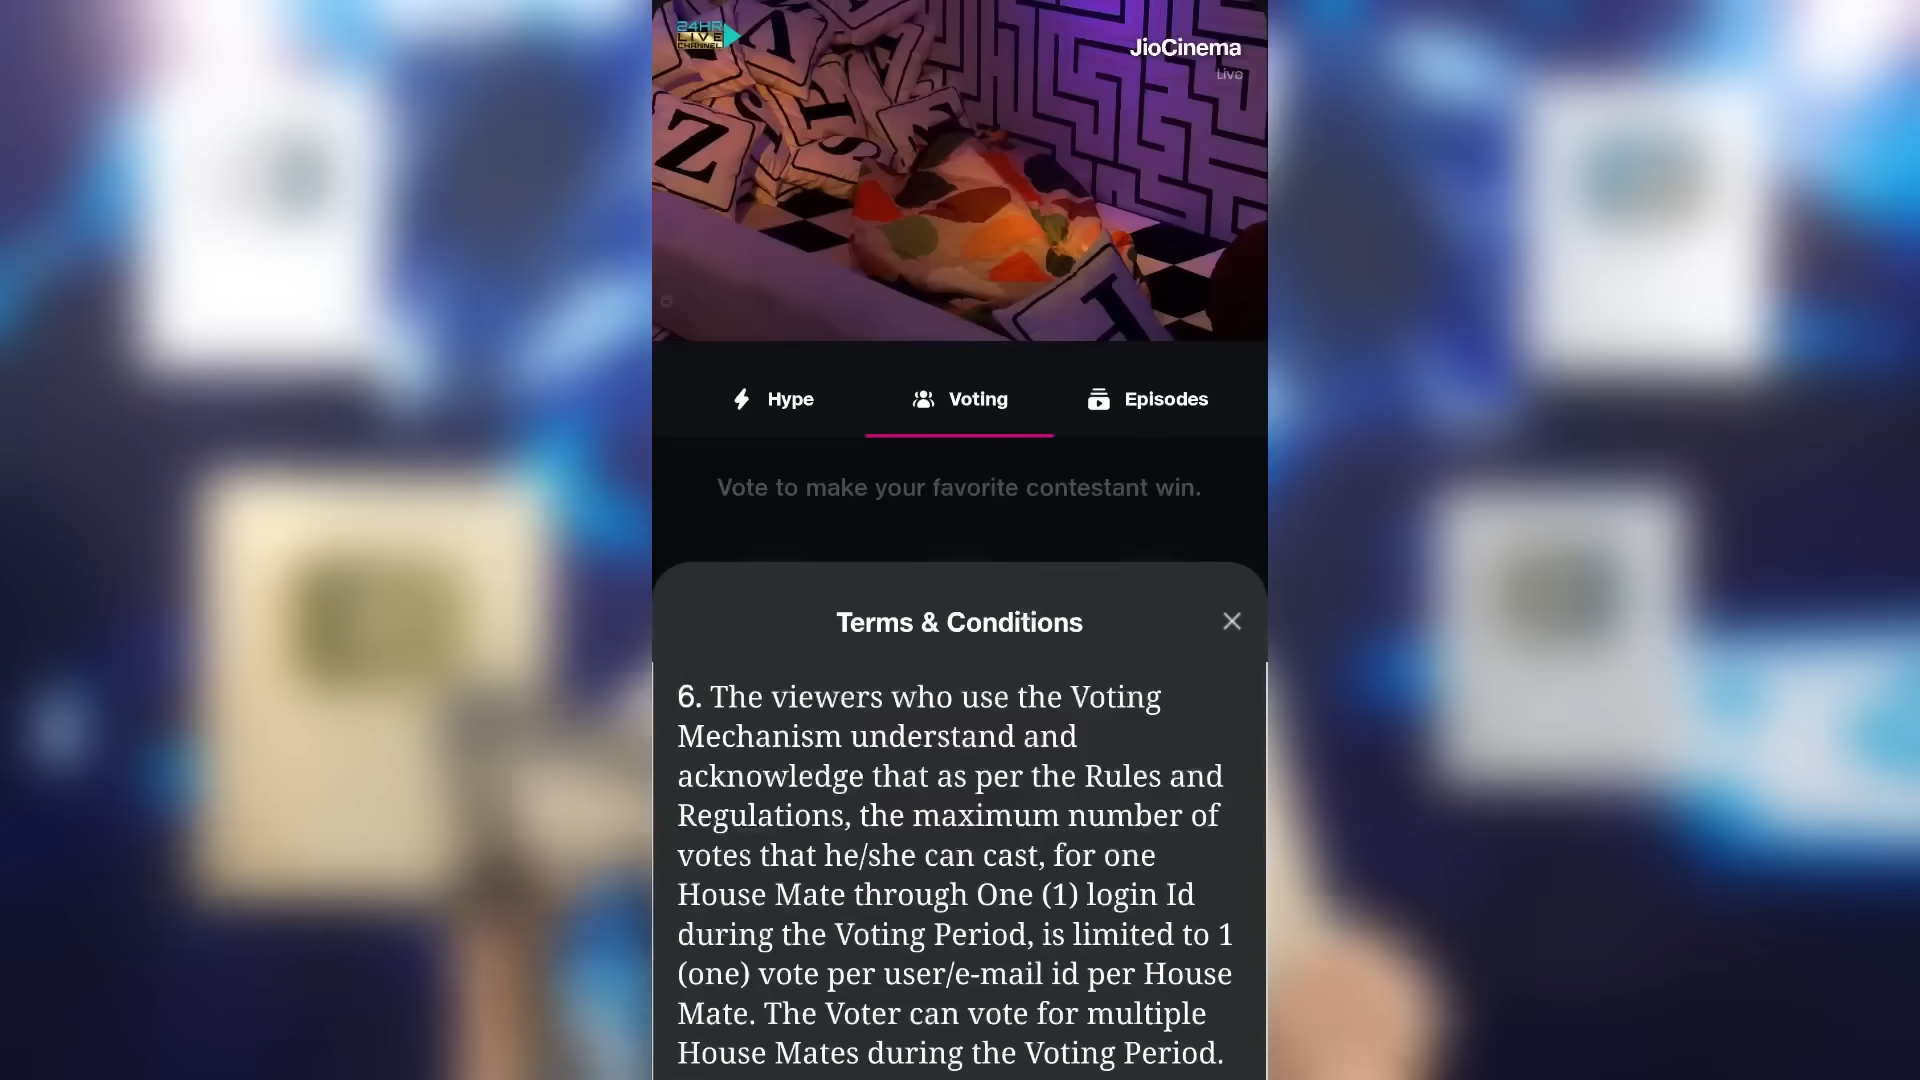 24HR
LIVE
CHANNEL
JioCinema
Live
Z
S
I
Hype
Voting
Episodes
Vote to make your favorite contestant win.
Terms & Conditions
6. The viewers who use the Voting
Mechanism understand and
acknowledge that as per the Rules and
Regulations, the maximum number of
votes that he/she can cast, for one
House Mate through One (1) login Id
during the Voting Period, is limited to 1
(one) vote per user/e-mail id per House
Mate. The Voter can vote for multiple
House Mates during the Voting Period.